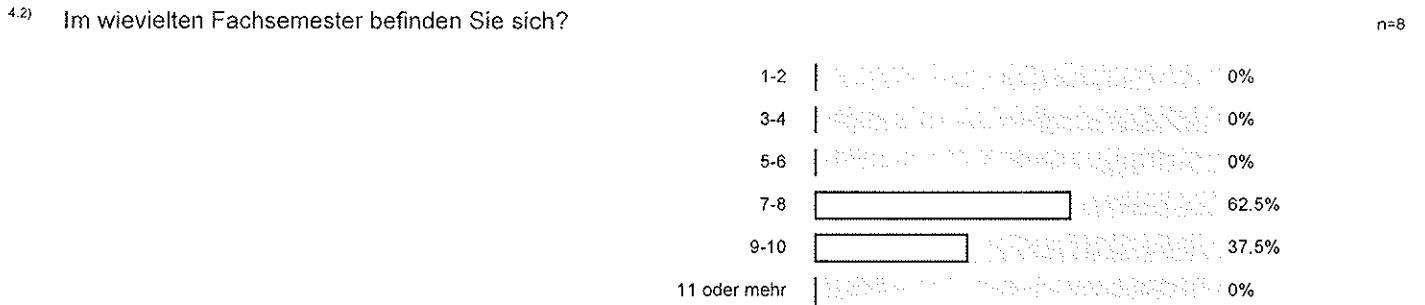 4.2) Im wievielten Fachsemester befinden Sie sich? n=8
1-2 0%
3-4 0%
5-6 0%
7-8 62.5%
9-10 37.5%
11 oder mehr 0%